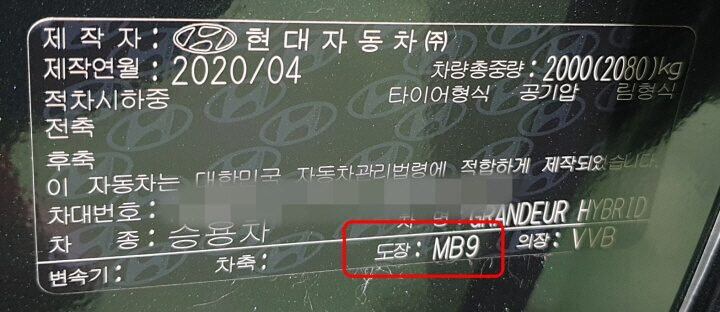 제 작 자 : 현대자동차㈜
제작연월 : 2020/04 차량총중량 : 2000(2080)kg
적차시하중 타이어형식 공기압 림형식
전축
후축
이 자동차는 대한민국 자동차관리법령에 적합하게 제작되었습니다.
차대번호 :
차 명 : GRANDEUR HYBRID
차 종 : 승용차
변속기 : 차축 : 도장 : MB9 의장 : VVB